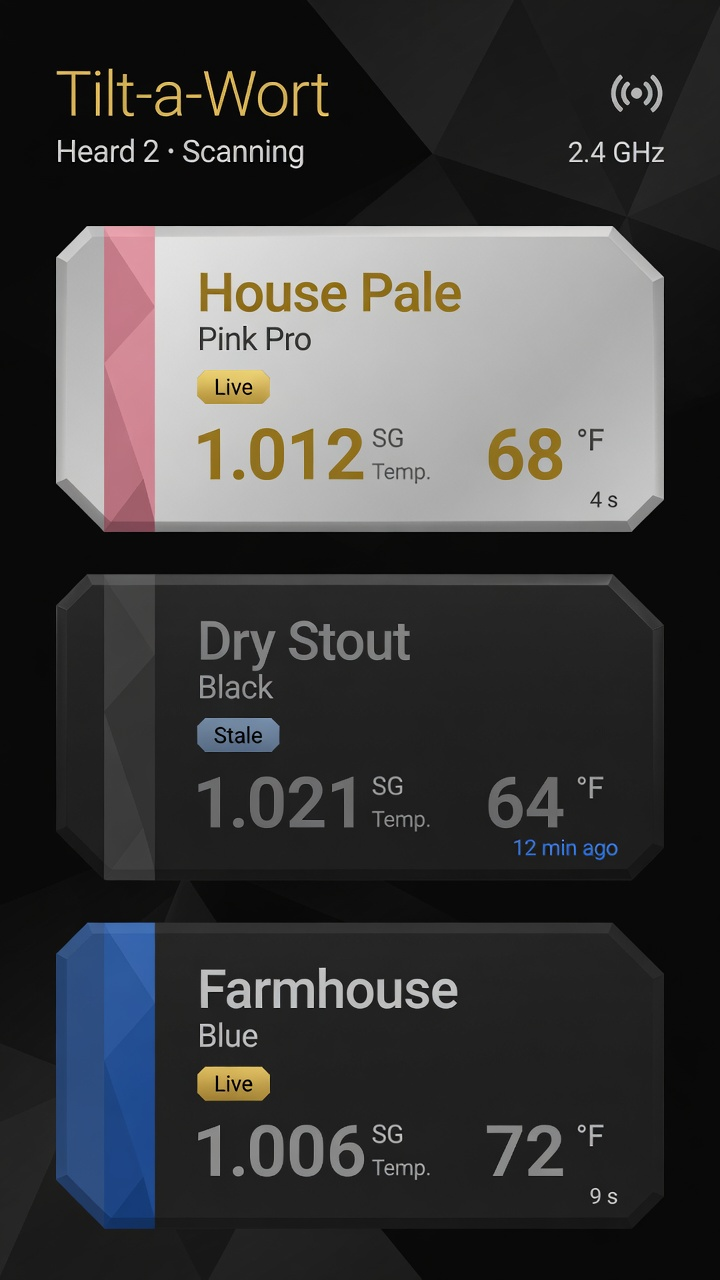 Tilt-a-Wort
Heard 2 · Scanning
2.4 GHz
House Pale
Pink Pro
Live
1.012 SG Temp. 68 °F
4 s
Dry Stout
Black
Stale
1.021 SG Temp. 64 °F
12 min ago
Farmhouse
Blue
Live
1.006 SG Temp. 72 °F
9 s